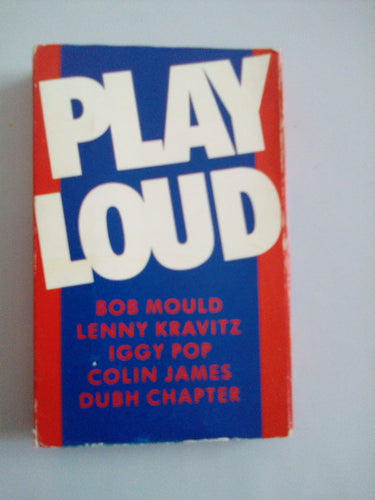 PLAY
LOUD
BOB MOULD
LENNY KRAVITZ
IGGY POP
COLIN JAMES
DUBH CHAPTER